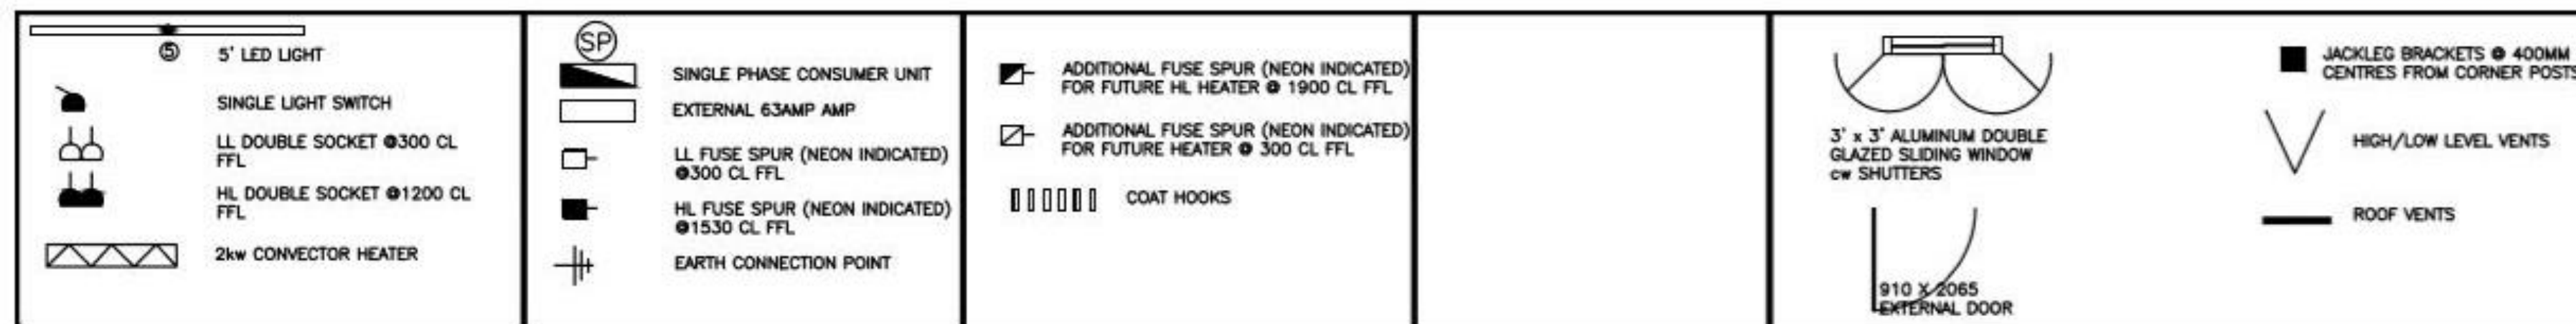 ⑤
5' LED LIGHT
SINGLE LIGHT SWITCH
LL DOUBLE SOCKET @300 CL
FFL
HL DOUBLE SOCKET @1200 CL
FFL
2kw CONVECTOR HEATER
SP
SINGLE PHASE CONSUMER UNIT
EXTERNAL 63AMP AMP
LL FUSE SPUR (NEON INDICATED)
@300 CL FFL
HL FUSE SPUR (NEON INDICATED)
@1530 CL FFL
EARTH CONNECTION POINT
ADDITIONAL FUSE SPUR (NEON INDICATED)
FOR FUTURE HL HEATER @ 1900 CL FFL
ADDITIONAL FUSE SPUR (NEON INDICATED)
FOR FUTURE HEATER @ 300 CL FFL
COAT HOOKS
3' x 3' ALUMINUM DOUBLE
GLAZED SLIDING WINDOW
cw SHUTTERS
910 X 2065
EXTERNAL DOOR
JACKLEG BRACKETS @ 400MM
CENTRES FROM CORNER POSTS
HIGH/LOW LEVEL VENTS
ROOF VENTS